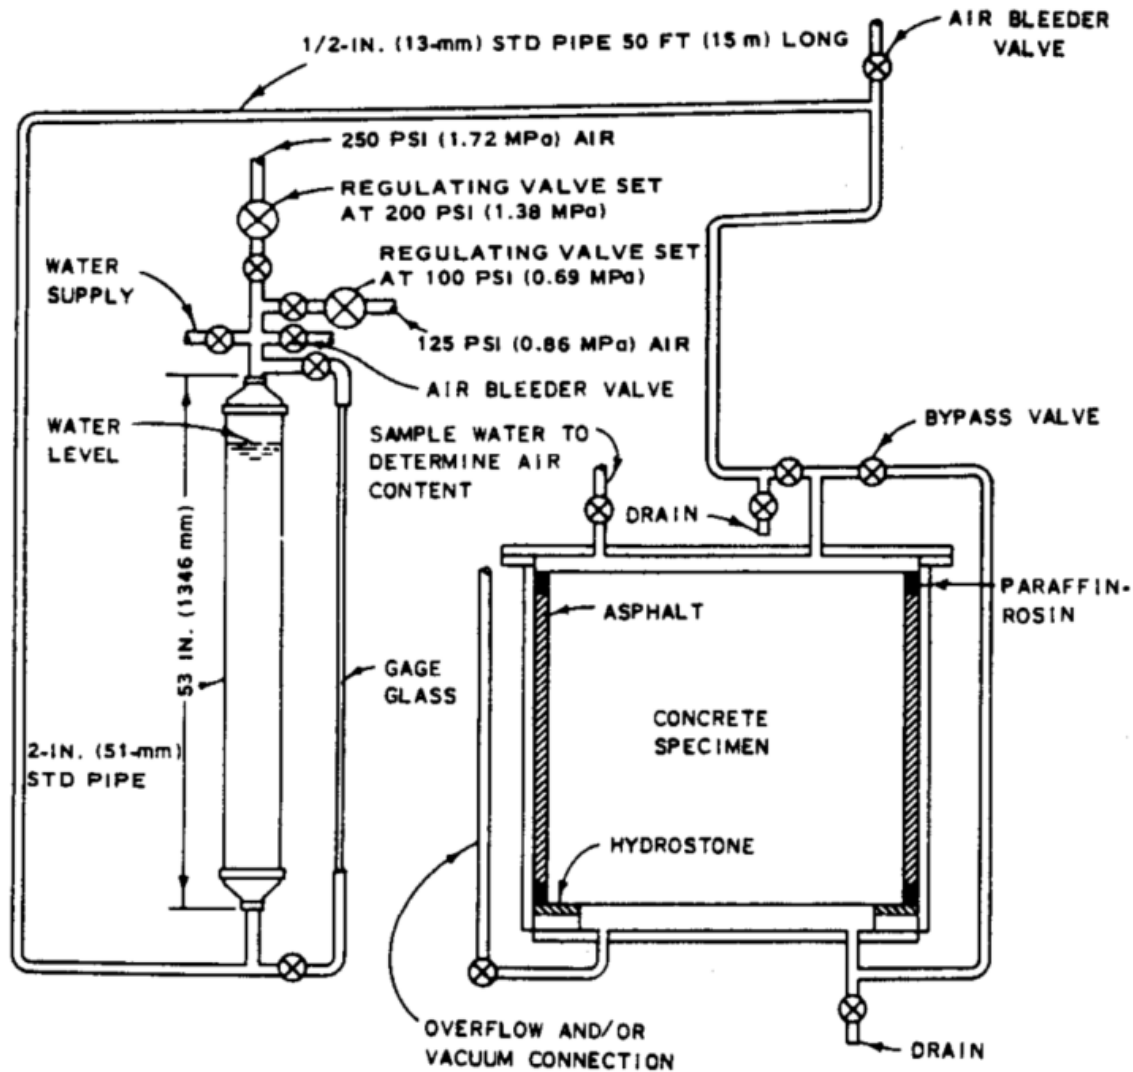 AIR BLEEDER
VALVE
1/2-IN. (13-mm) STD PIPE 50 FT (15 m) LONG
250 PSI (1.72 MPa) AIR
REGULATING VALVE SET
AT 200 PSI (1.38 MPa)
REGULATING VALVE SET
AT 100 PSI (0.69 MPa)
WATER
SUPPLY
125 PSI (0.86 MPa) AIR
AIR BLEEDER VALVE
WATER
LEVEL
SAMPLE WATER TO
DETERMINE AIR
CONTENT
BYPASS VALVE
DRAIN
53 IN. (1346 mm)
ASPHALT
PARAFFIN-
ROSIN
GAGE
GLASS
CONCRETE
SPECIMEN
2-IN. (51-mm)
STD PIPE
HYDROSTONE
OVERFLOW AND/OR
VACUUM CONNECTION
DRAIN